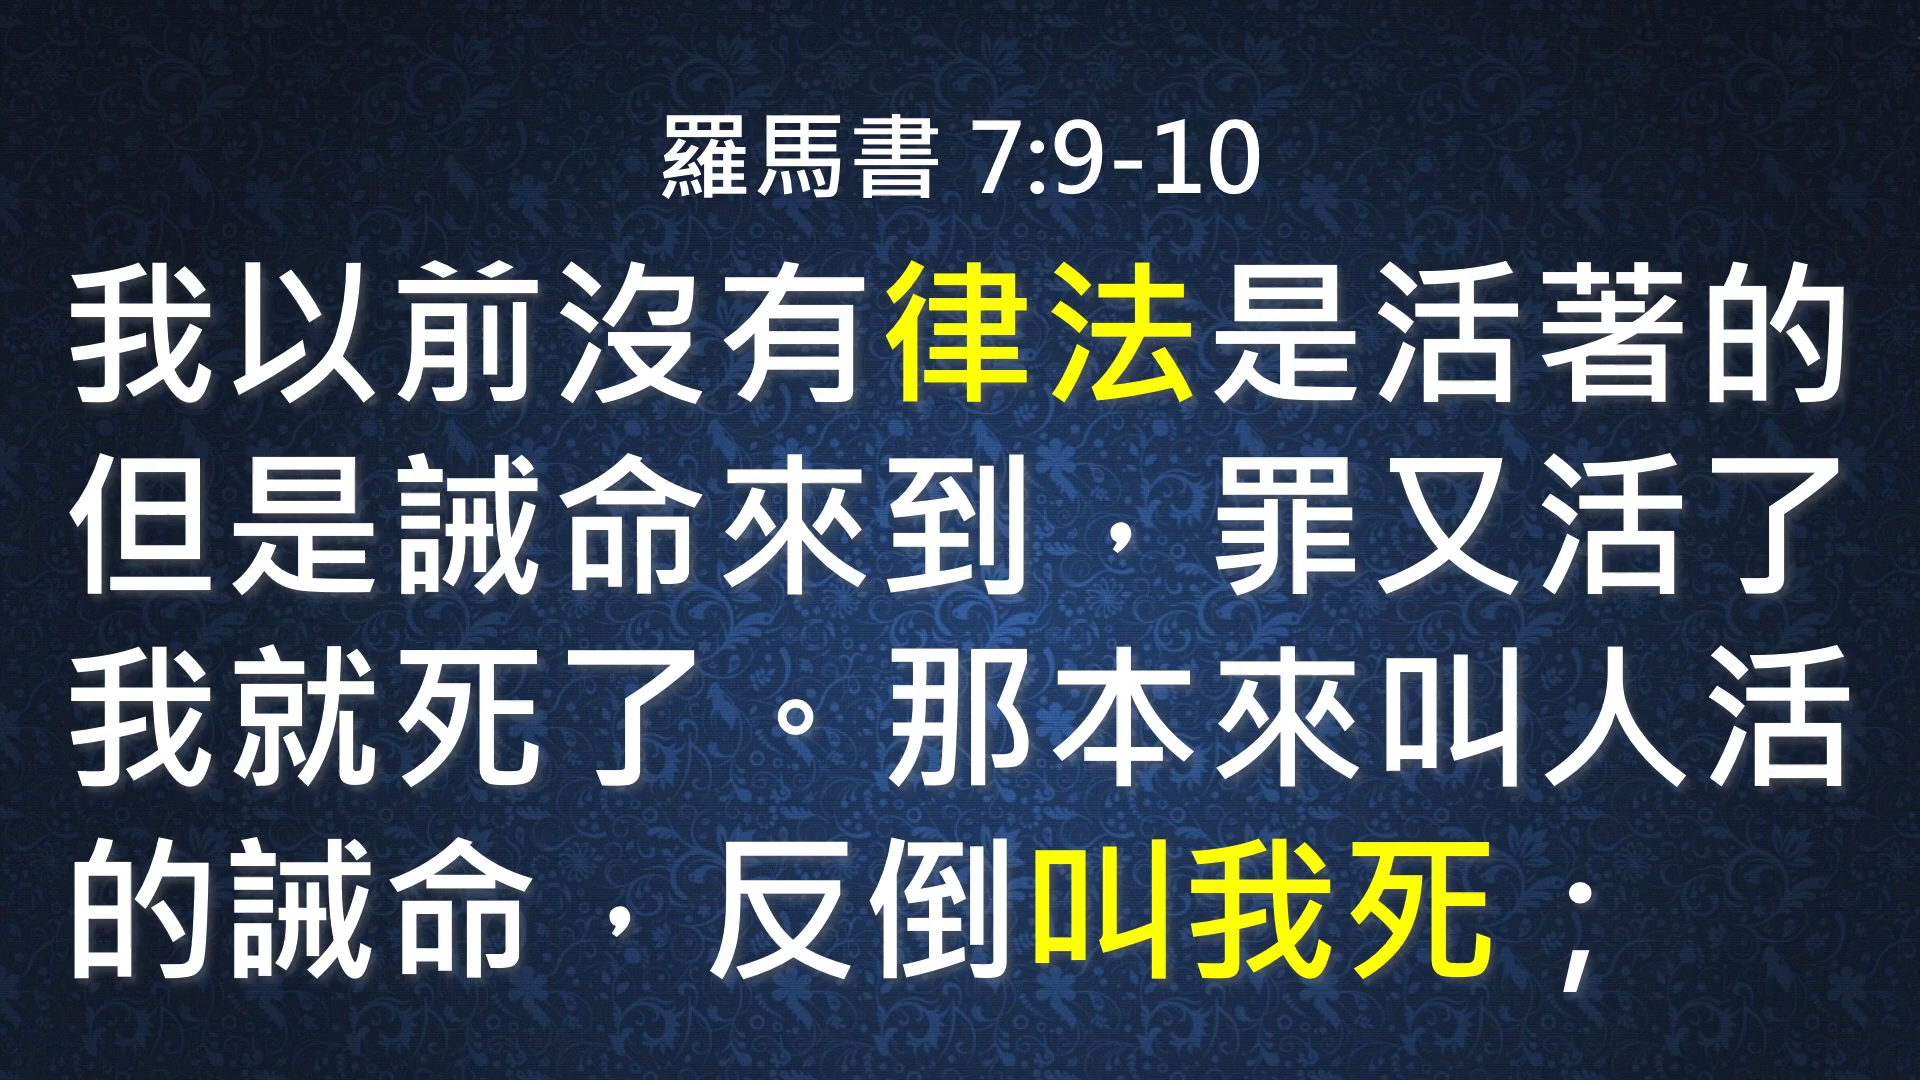 羅馬書 7:9-10
我以前沒有律法是活著的
但是誡命來到，罪又活了
我就死了。那本來叫人活
的誡命，反倒叫我死；